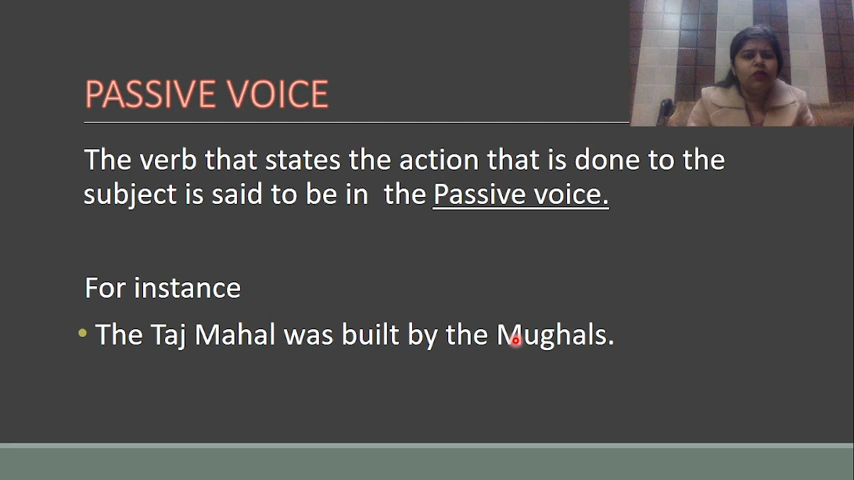 PASSIVE VOICE
The verb that states the action that is done to the
subject is said to be in the Passive voice.
For instance
• The Taj Mahal was built by the Mughals.